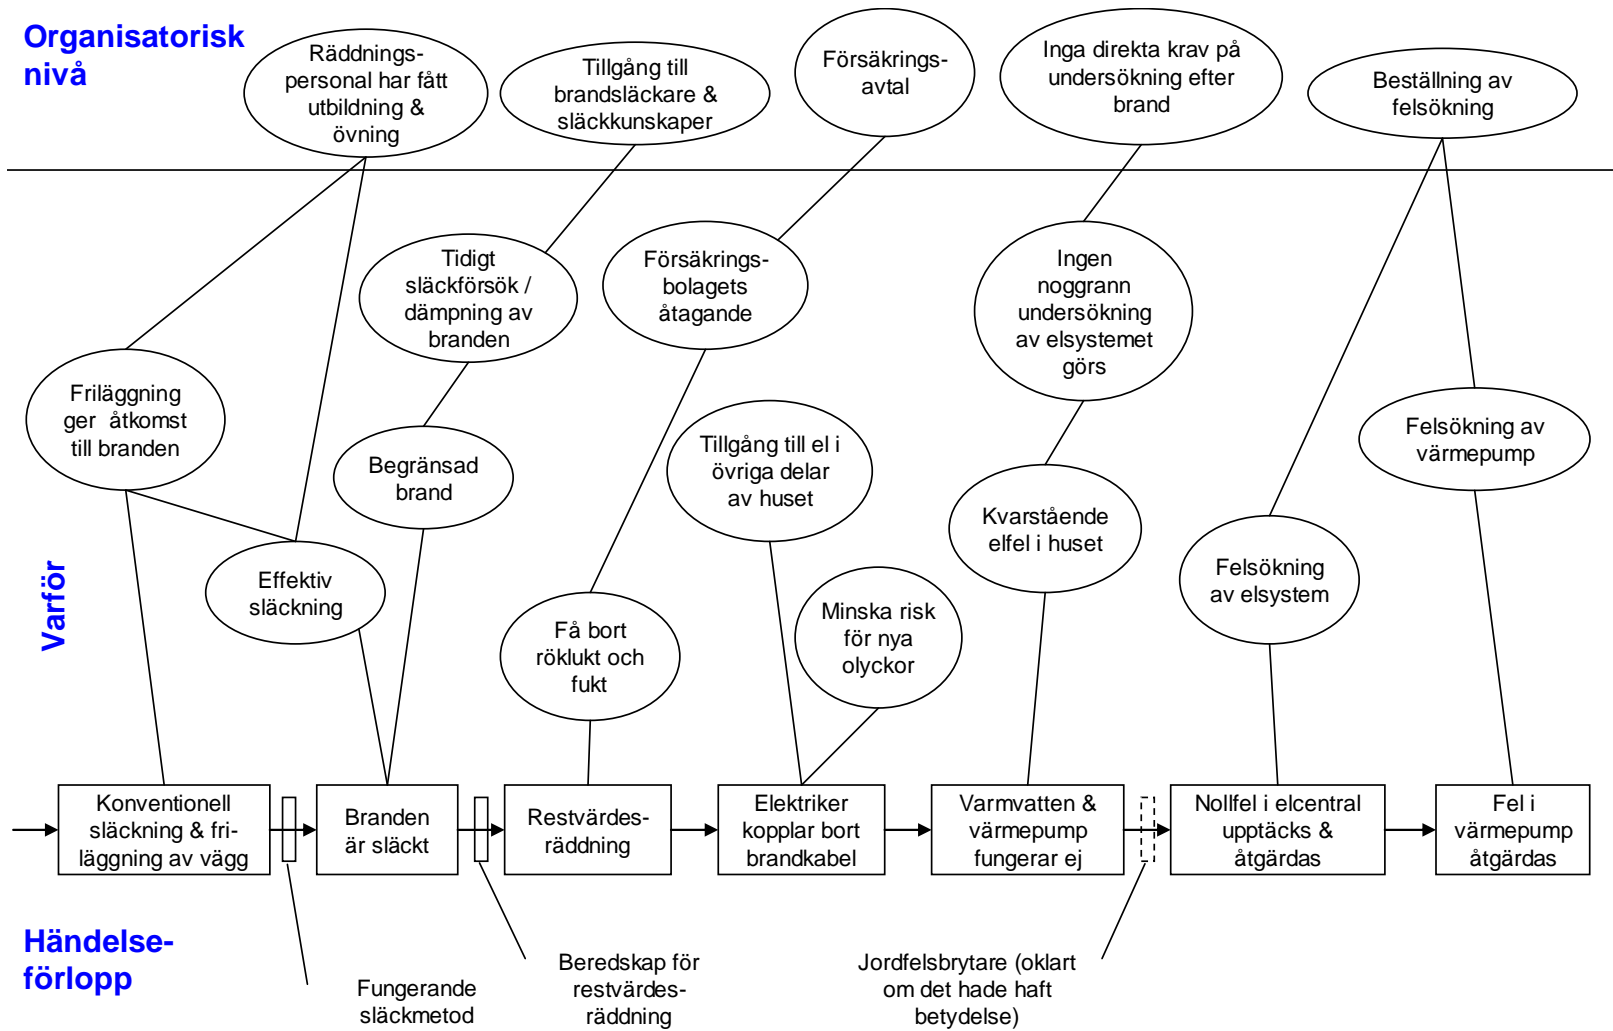 Organisatorisk
nivå
Räddnings-
personal har fått
utbildning &
övning
Tillgång till
brandsläckare &
släckkunskaper
Försäkrings-
avtal
Inga direkta krav på
undersökning efter
brand
Beställning av
felsökning
Varför
Friläggning
ger åtkomst
till branden
Effektiv
släckning
Tidigt
släckförsök /
dämpning av
branden
Begränsad
brand
Försäkrings-
bolagets
åtagande
Få bort
röklukt och
fukt
Tillgång till el i
övriga delar
av huset
Minska risk
för nya
olyckor
Ingen
noggrann
undersökning
av elsystemet
görs
Kvarstående
elfel i huset
Felsökning
av elsystem
Felsökning av
värmepump
Konventionell
släckning & fri-
läggning av vägg
Branden
är släckt
Restvärdes-
räddning
Elektriker
kopplar bort
brandkabel
Varmvatten &
värmepump
fungerar ej
Nollfel i elcentral
upptäcks &
åtgärdas
Fel i
värmepump
åtgärdas
Händelse-
förlopp
Fungerande
släckmetod
Beredskap för
restvärdes-
räddning
Jordfelsbrytare (oklart
om det hade haft
betydelse)